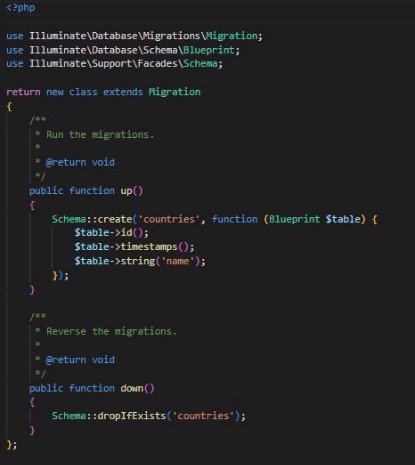 <?php
use Illuminate\Database\Migrations\Migration;
use Illuminate\Database\Schema\Blueprint;
use Illuminate\Support\Facades\Schema;
return new class extends Migration
{
/**
* Run the migrations.
*
* @return void
*/
public function up()
{
Schema::create('countries', function (Blueprint $table) {
$table->id();
$table->timestamps();
$table->string('name');
});
}
/**
* Reverse the migrations.
*
* @return void
*/
public function down()
{
Schema::dropIfExists('countries');
}
};